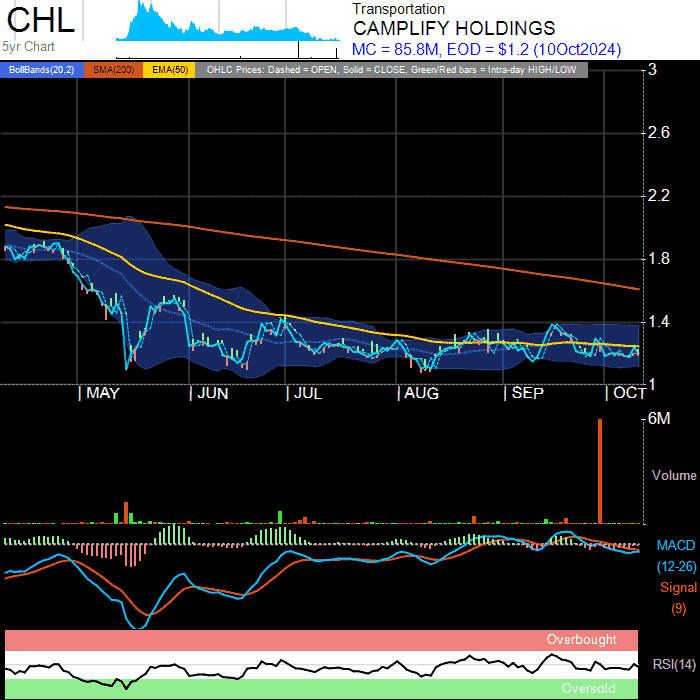 CHL
5yr Chart
Transportation
CAMPLIFY HOLDINGS
MC = 85.8M, EOD = $1.2 (10Oct2024)
BollBands(20,2) SMA(200) EMA(50) OHLC Prices: Dashed = OPEN, Solid = CLOSE, Green/Red bars = Intra-day HIGH/LOW
3
2.6
2.2
1.8
1.4
1
| MAY | JUN | JUL | AUG | SEP | OCT
6M
Volume
MACD
(12-26)
Signal
(9)
Overbought
RSI(14)
Oversold